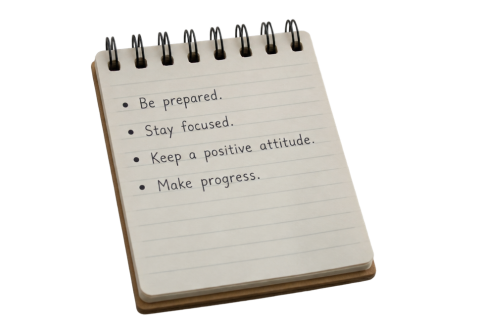 • Be prepared.
• Stay focused.
• Keep a positive attitude.
• Make progress.